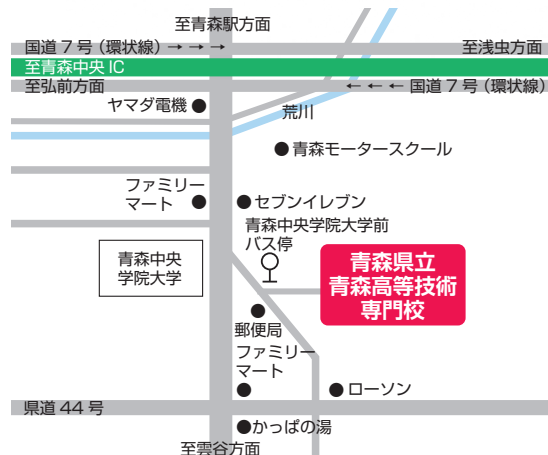 至青森駅方面
国道7号（環状線）→ → →
至浅虫方面
至青森中央 IC
至弘前方面
← ← ← 国道7号（環状線）
ヤマダ電機
荒川
青森モータースクール
ファミリー
マート
セブンイレブン
青森中央学院大学前
バス停
青森中央
学院大学
青森県立
青森高等技術
専門校
郵便局
ファミリー
マート
ローソン
県道44号
かっぱの湯
至雲谷方面